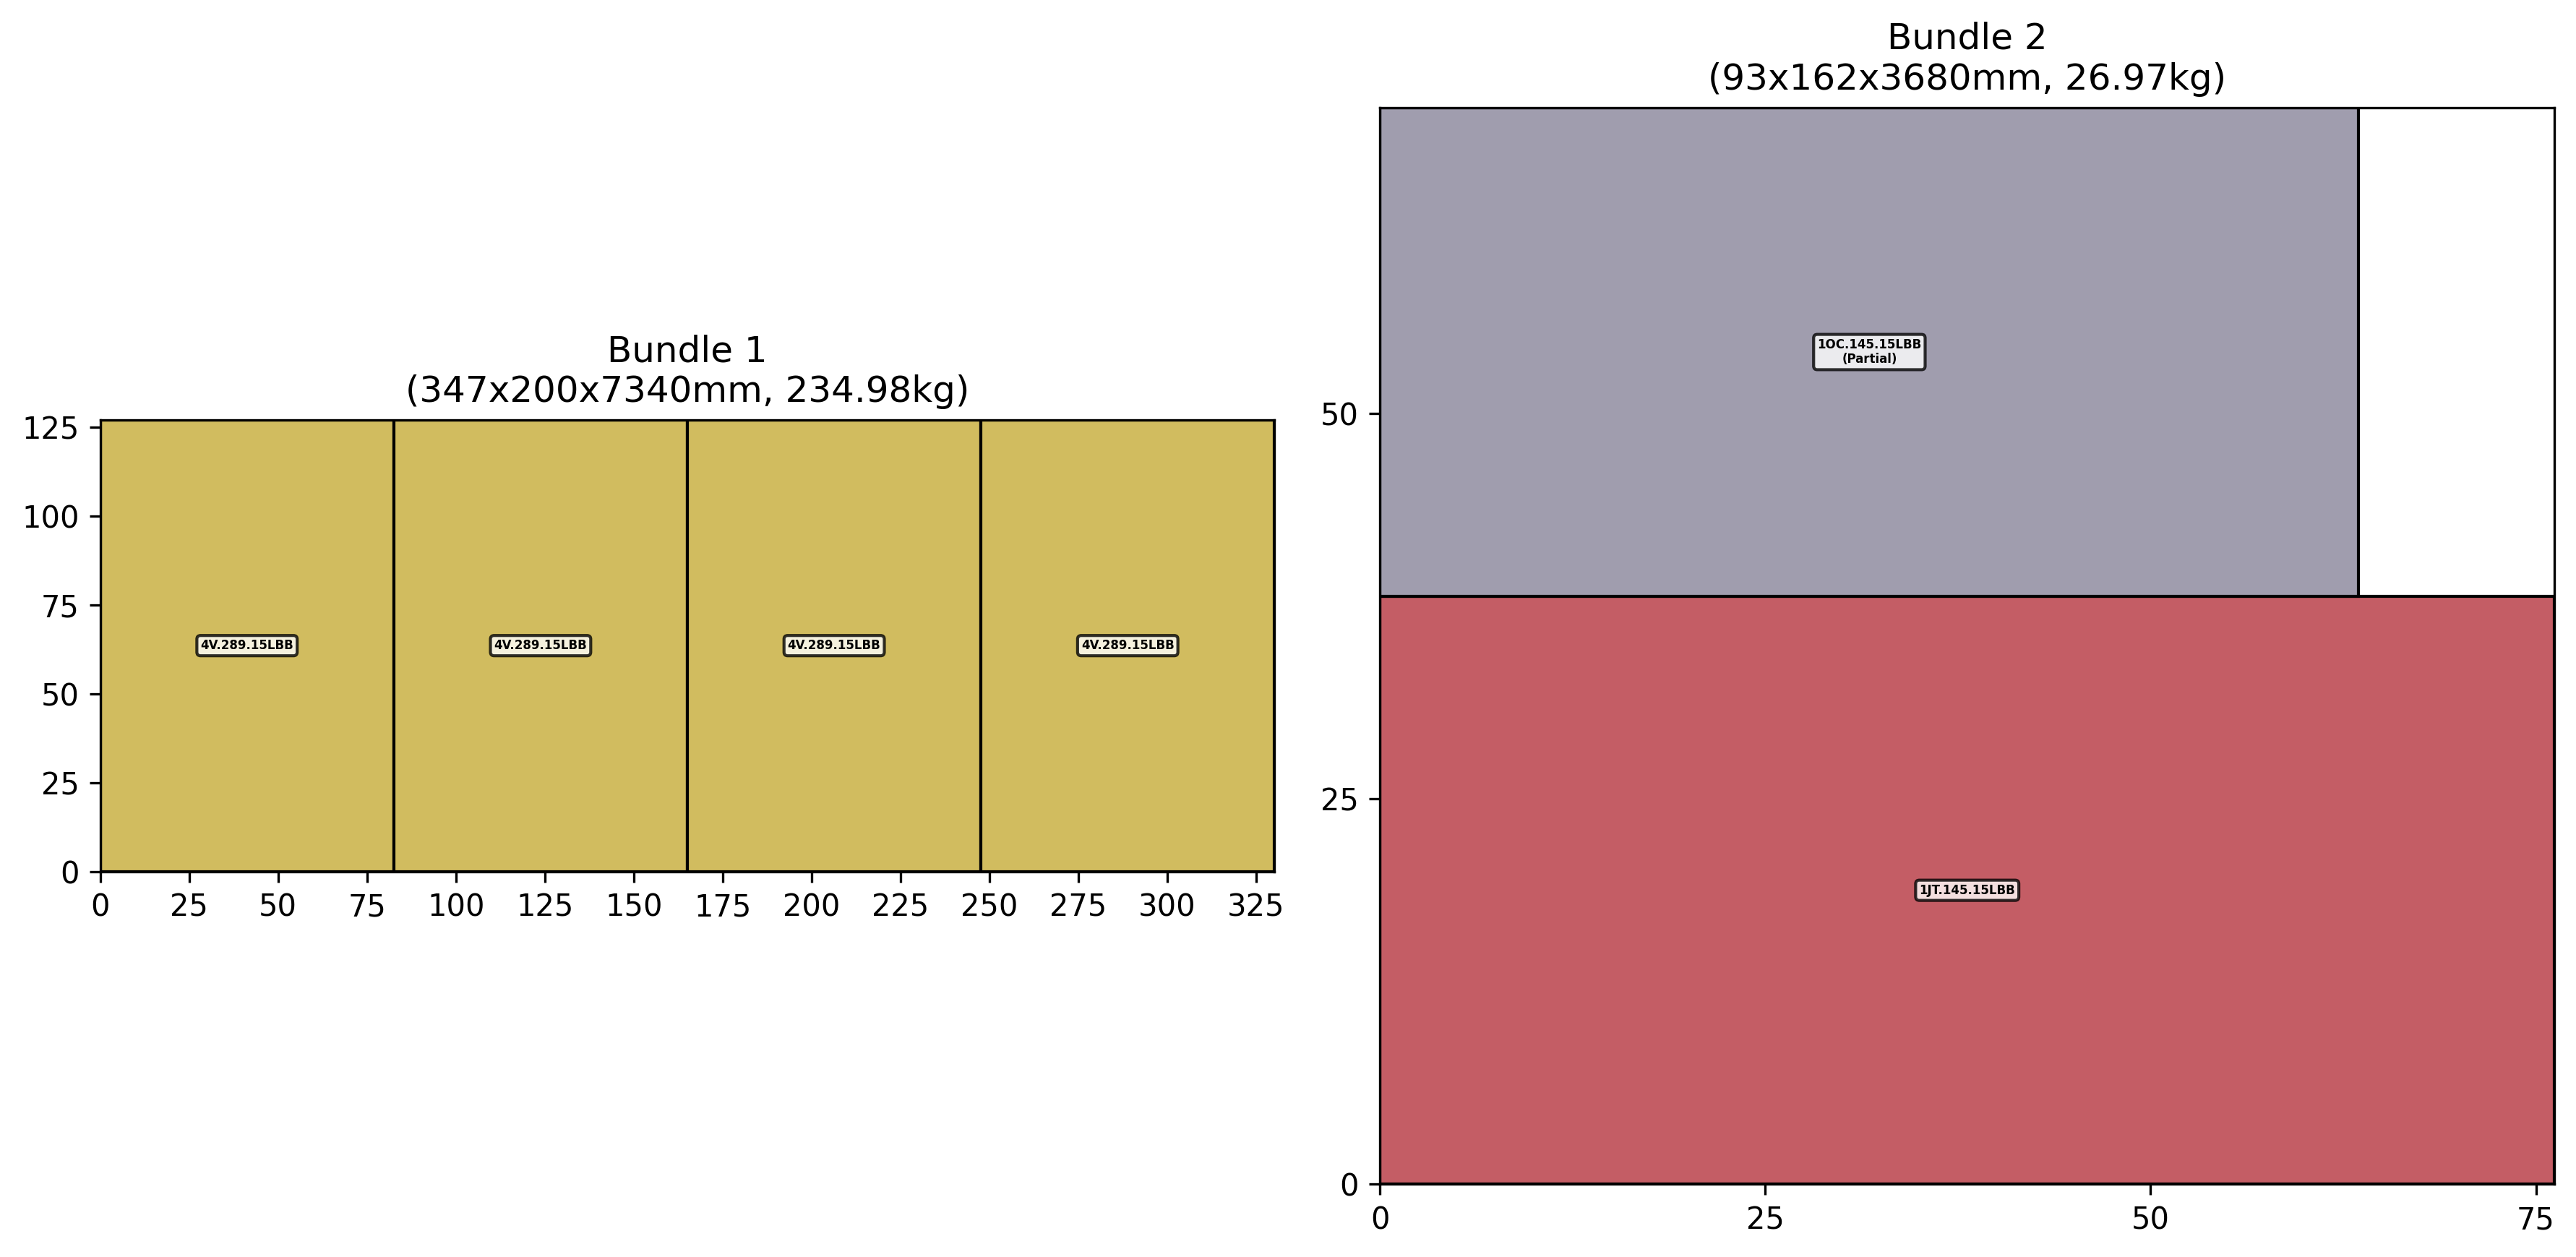 Bundle 1
(347x200x7340mm, 234.98kg)
125
100
75
50
25
0
4V.289.15LBB
4V.289.15LBB
4V.289.15LBB
4V.289.15LBB
0 25 50 75 100 125 150 175 200 225 250 275 300 325
Bundle 2
(93x162x3680mm, 26.97kg)
50
25
0
1OC.145.15LBB
(Partial)
1JT.145.15LBB
0 25 50 75